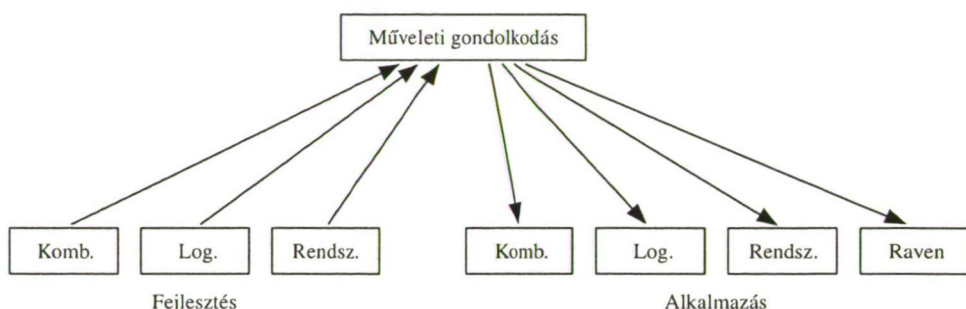 Műveleti gondolkodás
Komb. Log. Rendsz. Komb. Log. Rendsz. Raven
Fejlesztés Alkalmazás